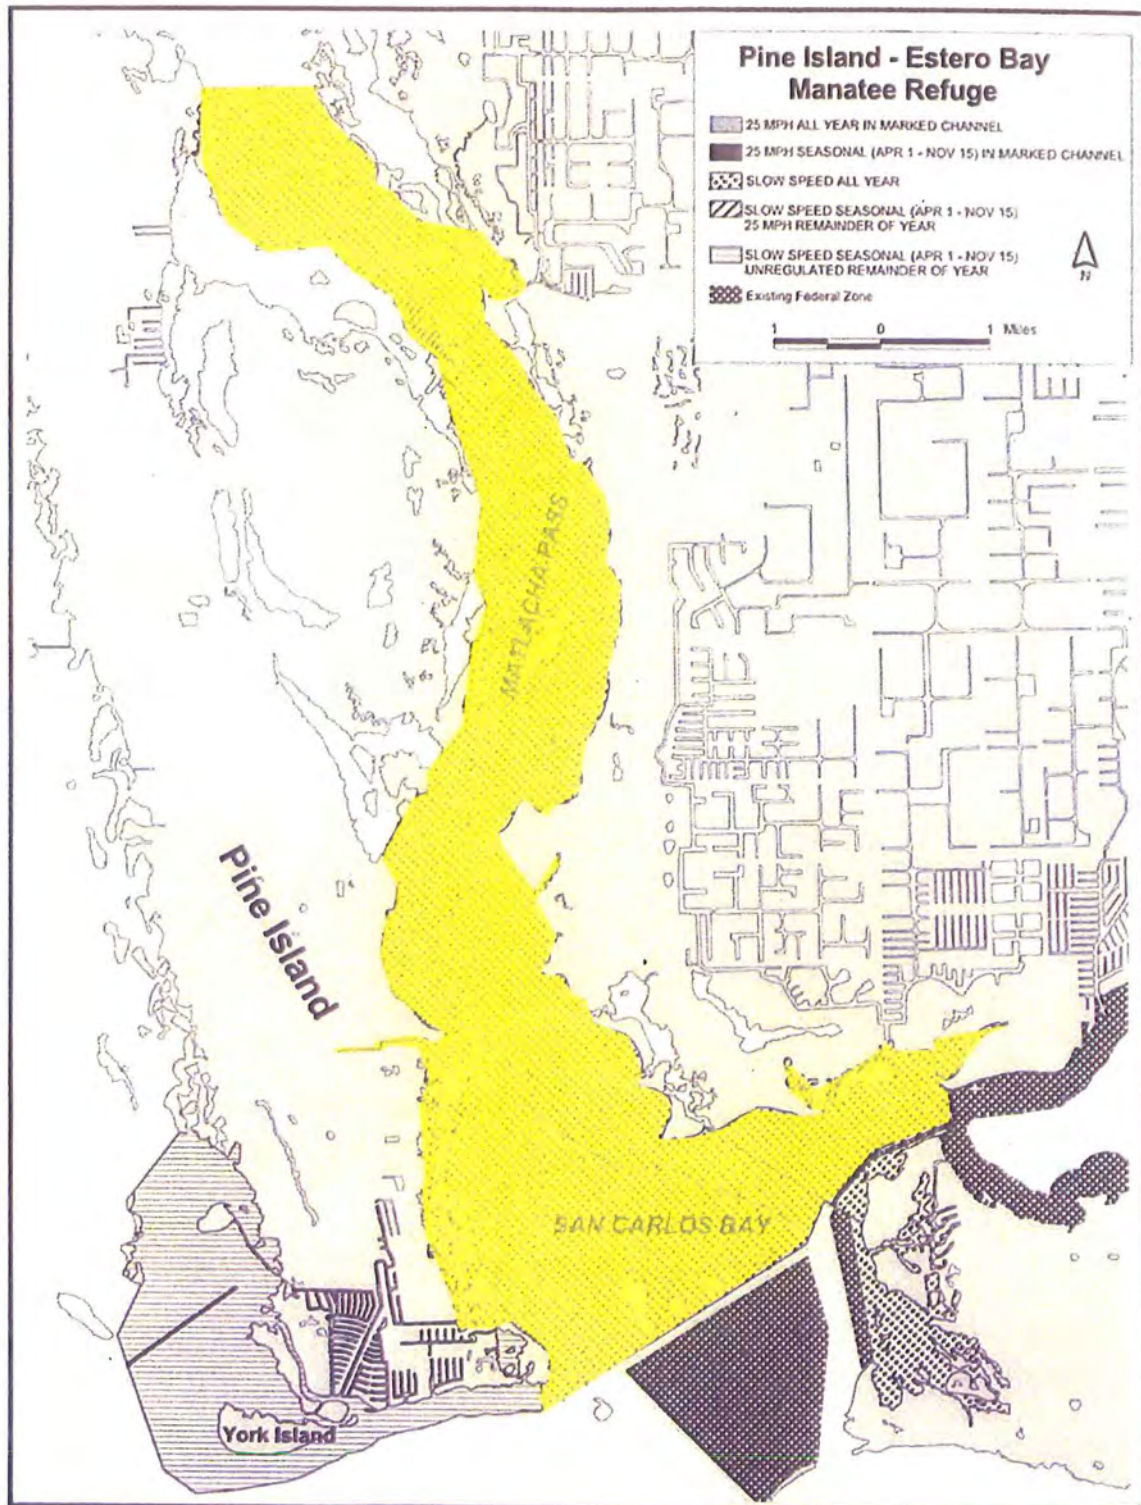 Pine Island - Estero Bay
Manatee Refuge
25 MPH ALL YEAR IN MARKED CHANNEL
25 MPH SEASONAL (APR 1 - NOV 15) IN MARKED CHANNEL
SLOW SPEED ALL YEAR
SLOW SPEED SEASONAL (APR 1 - NOV 15)
25 MPH REMAINDER OF YEAR
SLOW SPEED SEASONAL (APR 1 - NOV 15)
UNREGULATED REMAINDER OF YEAR
Existing Federal Zone
N
1 0 1 Miles
MATLACHA PASS
Pine Island
SAN CARLOS BAY
York Island